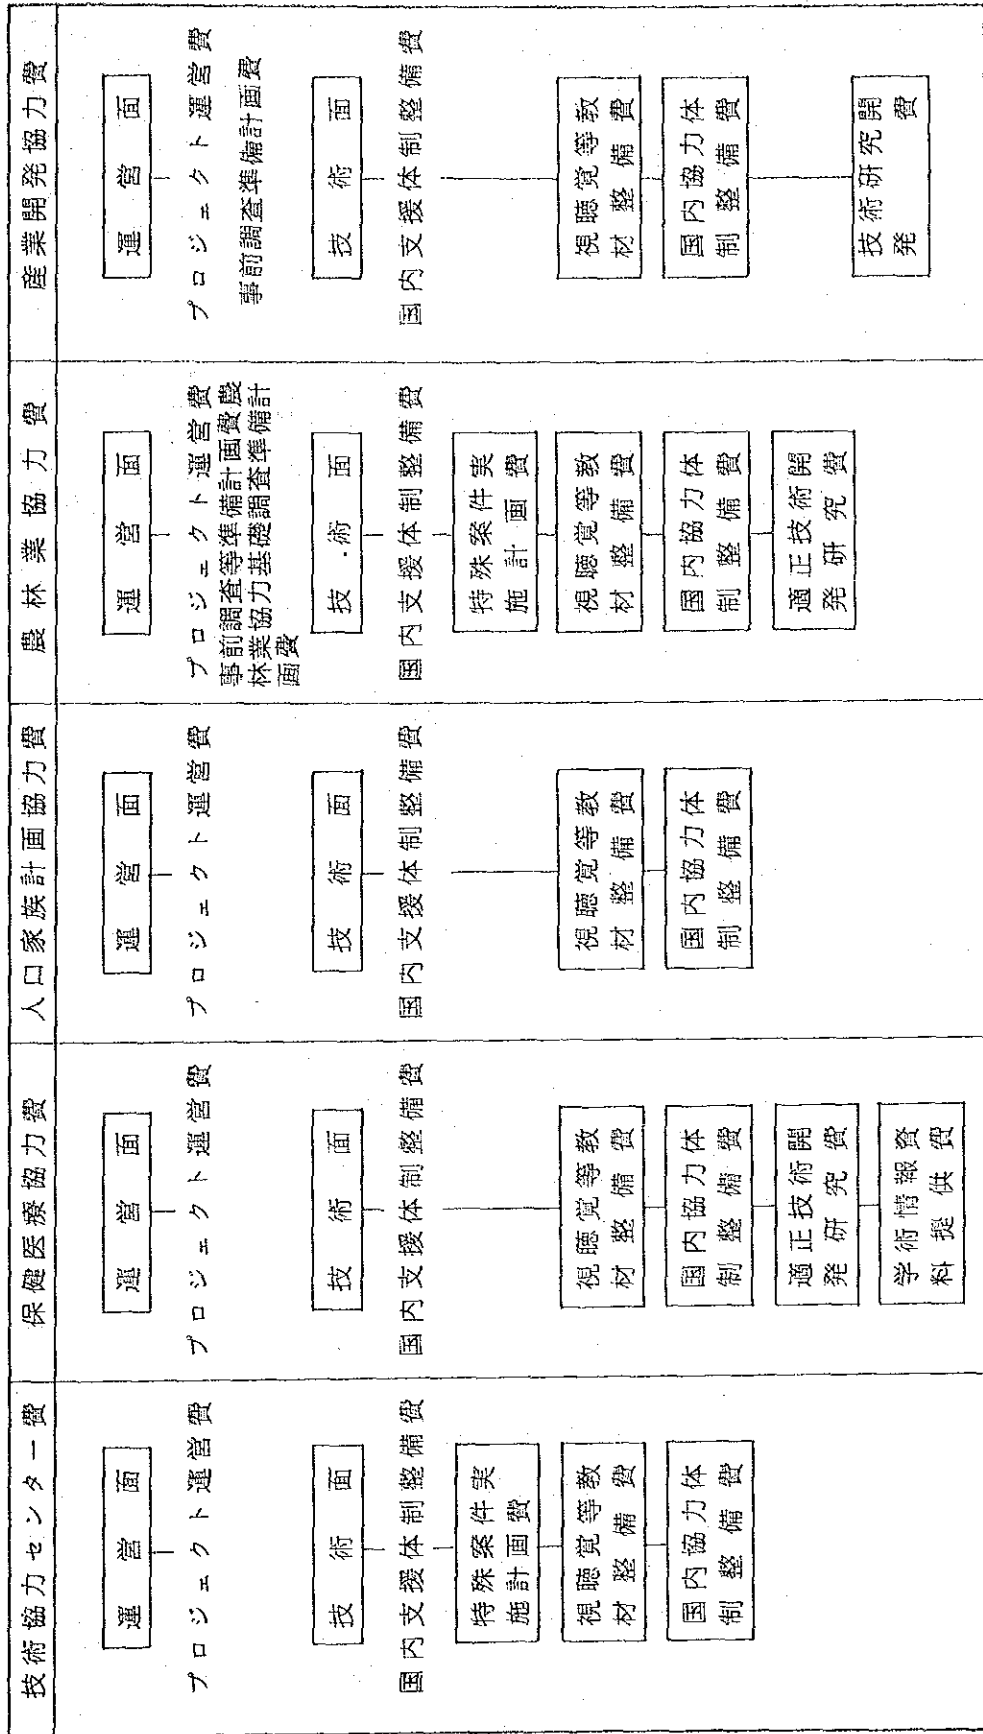 技術協力センター費
運営面
プロジェクト運営費
技術面
国内支援体制整備費
特殊案件実
施計画費
視聴覚等教
材整備費
国内協力体
制整備費
保健医療協力費
運営面
プロジェクト運営費
技術面
国内支援体制整備費
視聴覚等教
材整備費
国内協力体
制整備費
適正技術開
発研究費
学術情報資
料提供費
人口家族計画協力費
運営面
プロジェクト運営費
技術面
国内支援体制整備費
視聴覚等教
材整備費
国内協力体
制整備費
農林業協力費
運営面
プロジェクト運営費
事前調査等準備計画費農
林業協力基礎調査準備計
画費
技術面
国内支援体制整備費
特殊案件実
施計画費
視聴覚等教
材整備費
国内協力体
制整備費
適正技術開
発研究費
産業開発協力費
運営面
プロジェクト運営費
事前調査準備計画費
技術面
国内支援体制整備費
視聴覚等教
材整備費
国内協力体
制整備費
技術研究開
発費